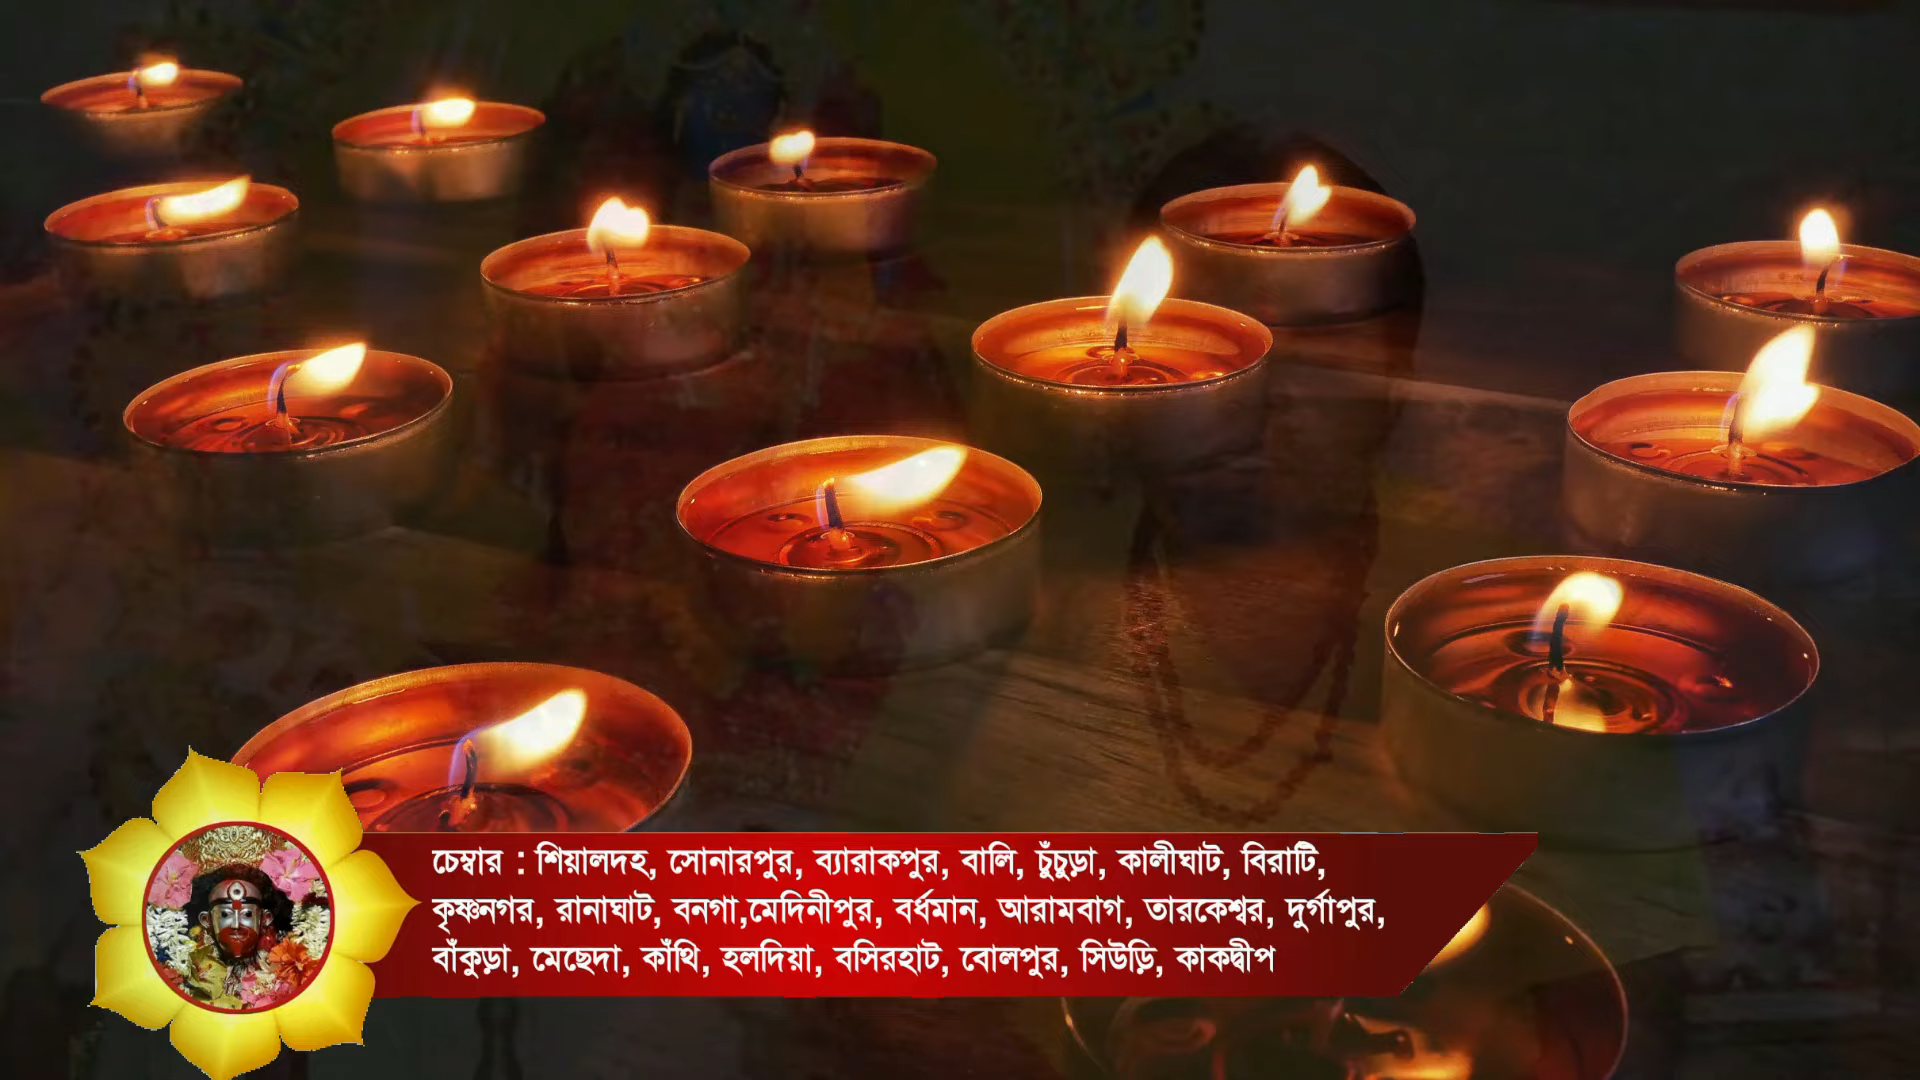 চেম্বার : শিয়ালদহ, সোনারপুর, ব্যারাকপুর, বালি, চুঁচুড়া, কালীঘাট, বিরাটি,
কৃষ্ণনগর, রানাঘাট, বনগা,মেদিনীপুর, বর্ধমান, আরামবাগ, তারকেশ্বর, দুর্গাপুর,
বাঁকুড়া, মেছেদা, কাঁথি, হলদিয়া, বসিরহাট, বোলপুর, সিউড়ি, কাকদ্বীপ